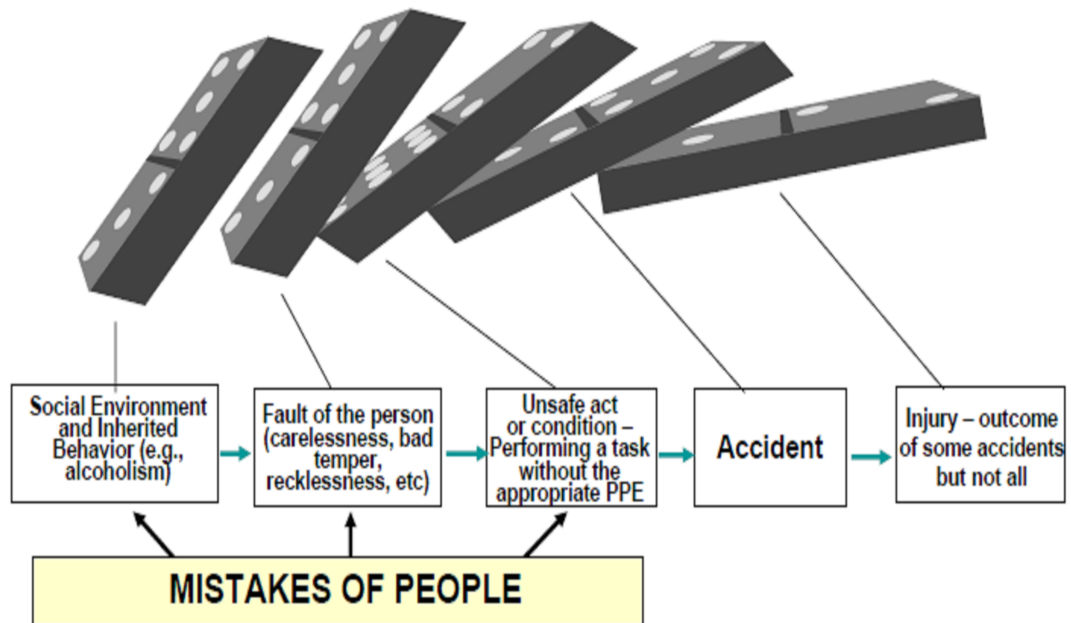 Social Environment
and Inherited
Behavior (e.g.,
alcoholism)
Fault of the person
(carelessness, bad
temper,
recklessness, etc)
Unsafe act
or condition –
Performing a task
without the
appropriate PPE
Accident
Injury – outcome
of some accidents
but not all
MISTAKES OF PEOPLE